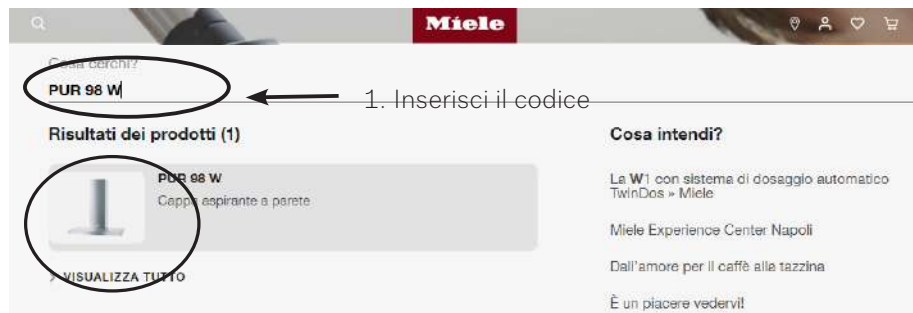 Miele
Cosa cerchi?
PUR 98 W
1. Inserisci il codice
Risultati dei prodotti (1)
PUR 98 W
Cappa aspirante a parete
> VISUALIZZA TUTTO
Cosa intendi?
La W1 con sistema di dosaggio automatico
TwinDos » Miele
Miele Experience Center Napoli
Dall'amore per il caffè alla tazzina
È un piacere vedervi!